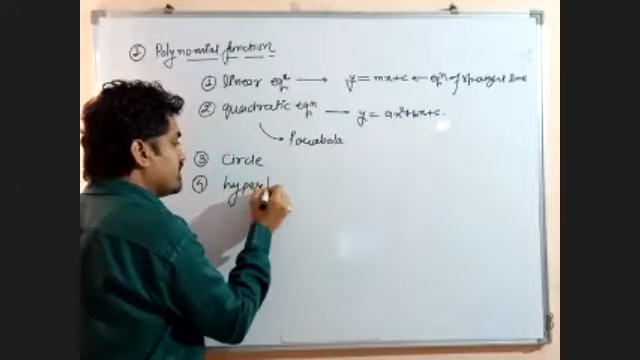 ① Polynomial function
① linear eqⁿ → y = mx+c ← eqⁿ of straight line
② quadratic eqⁿ — y = ax²+bx+c.
Parabola
③ Circle
④ hyperb